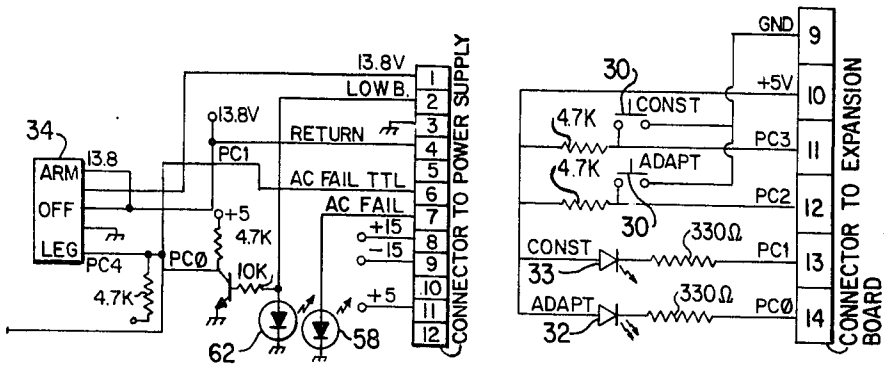 13.8V
1
LOW B.
2
3
RETURN
4
5
PC1
AC FAIL TTL
6
AC FAIL
7
+15
8
-15
9
10
+5
11
12
CONNECTOR TO POWER SUPPLY
34
13.8V
13.8
ARM
OFF
LEG
PC4
4.7K
+5
4.7K
PCØ
10K
62
58
GND
9
+5V
10
30
CONST
4.7K
PC3
11
4.7K
ADAPT
PC2
12
30
CONST
330Ω
PC1
13
33
ADAPT
330Ω
PCØ
14
32
CONNECTOR TO EXPANSION
BOARD